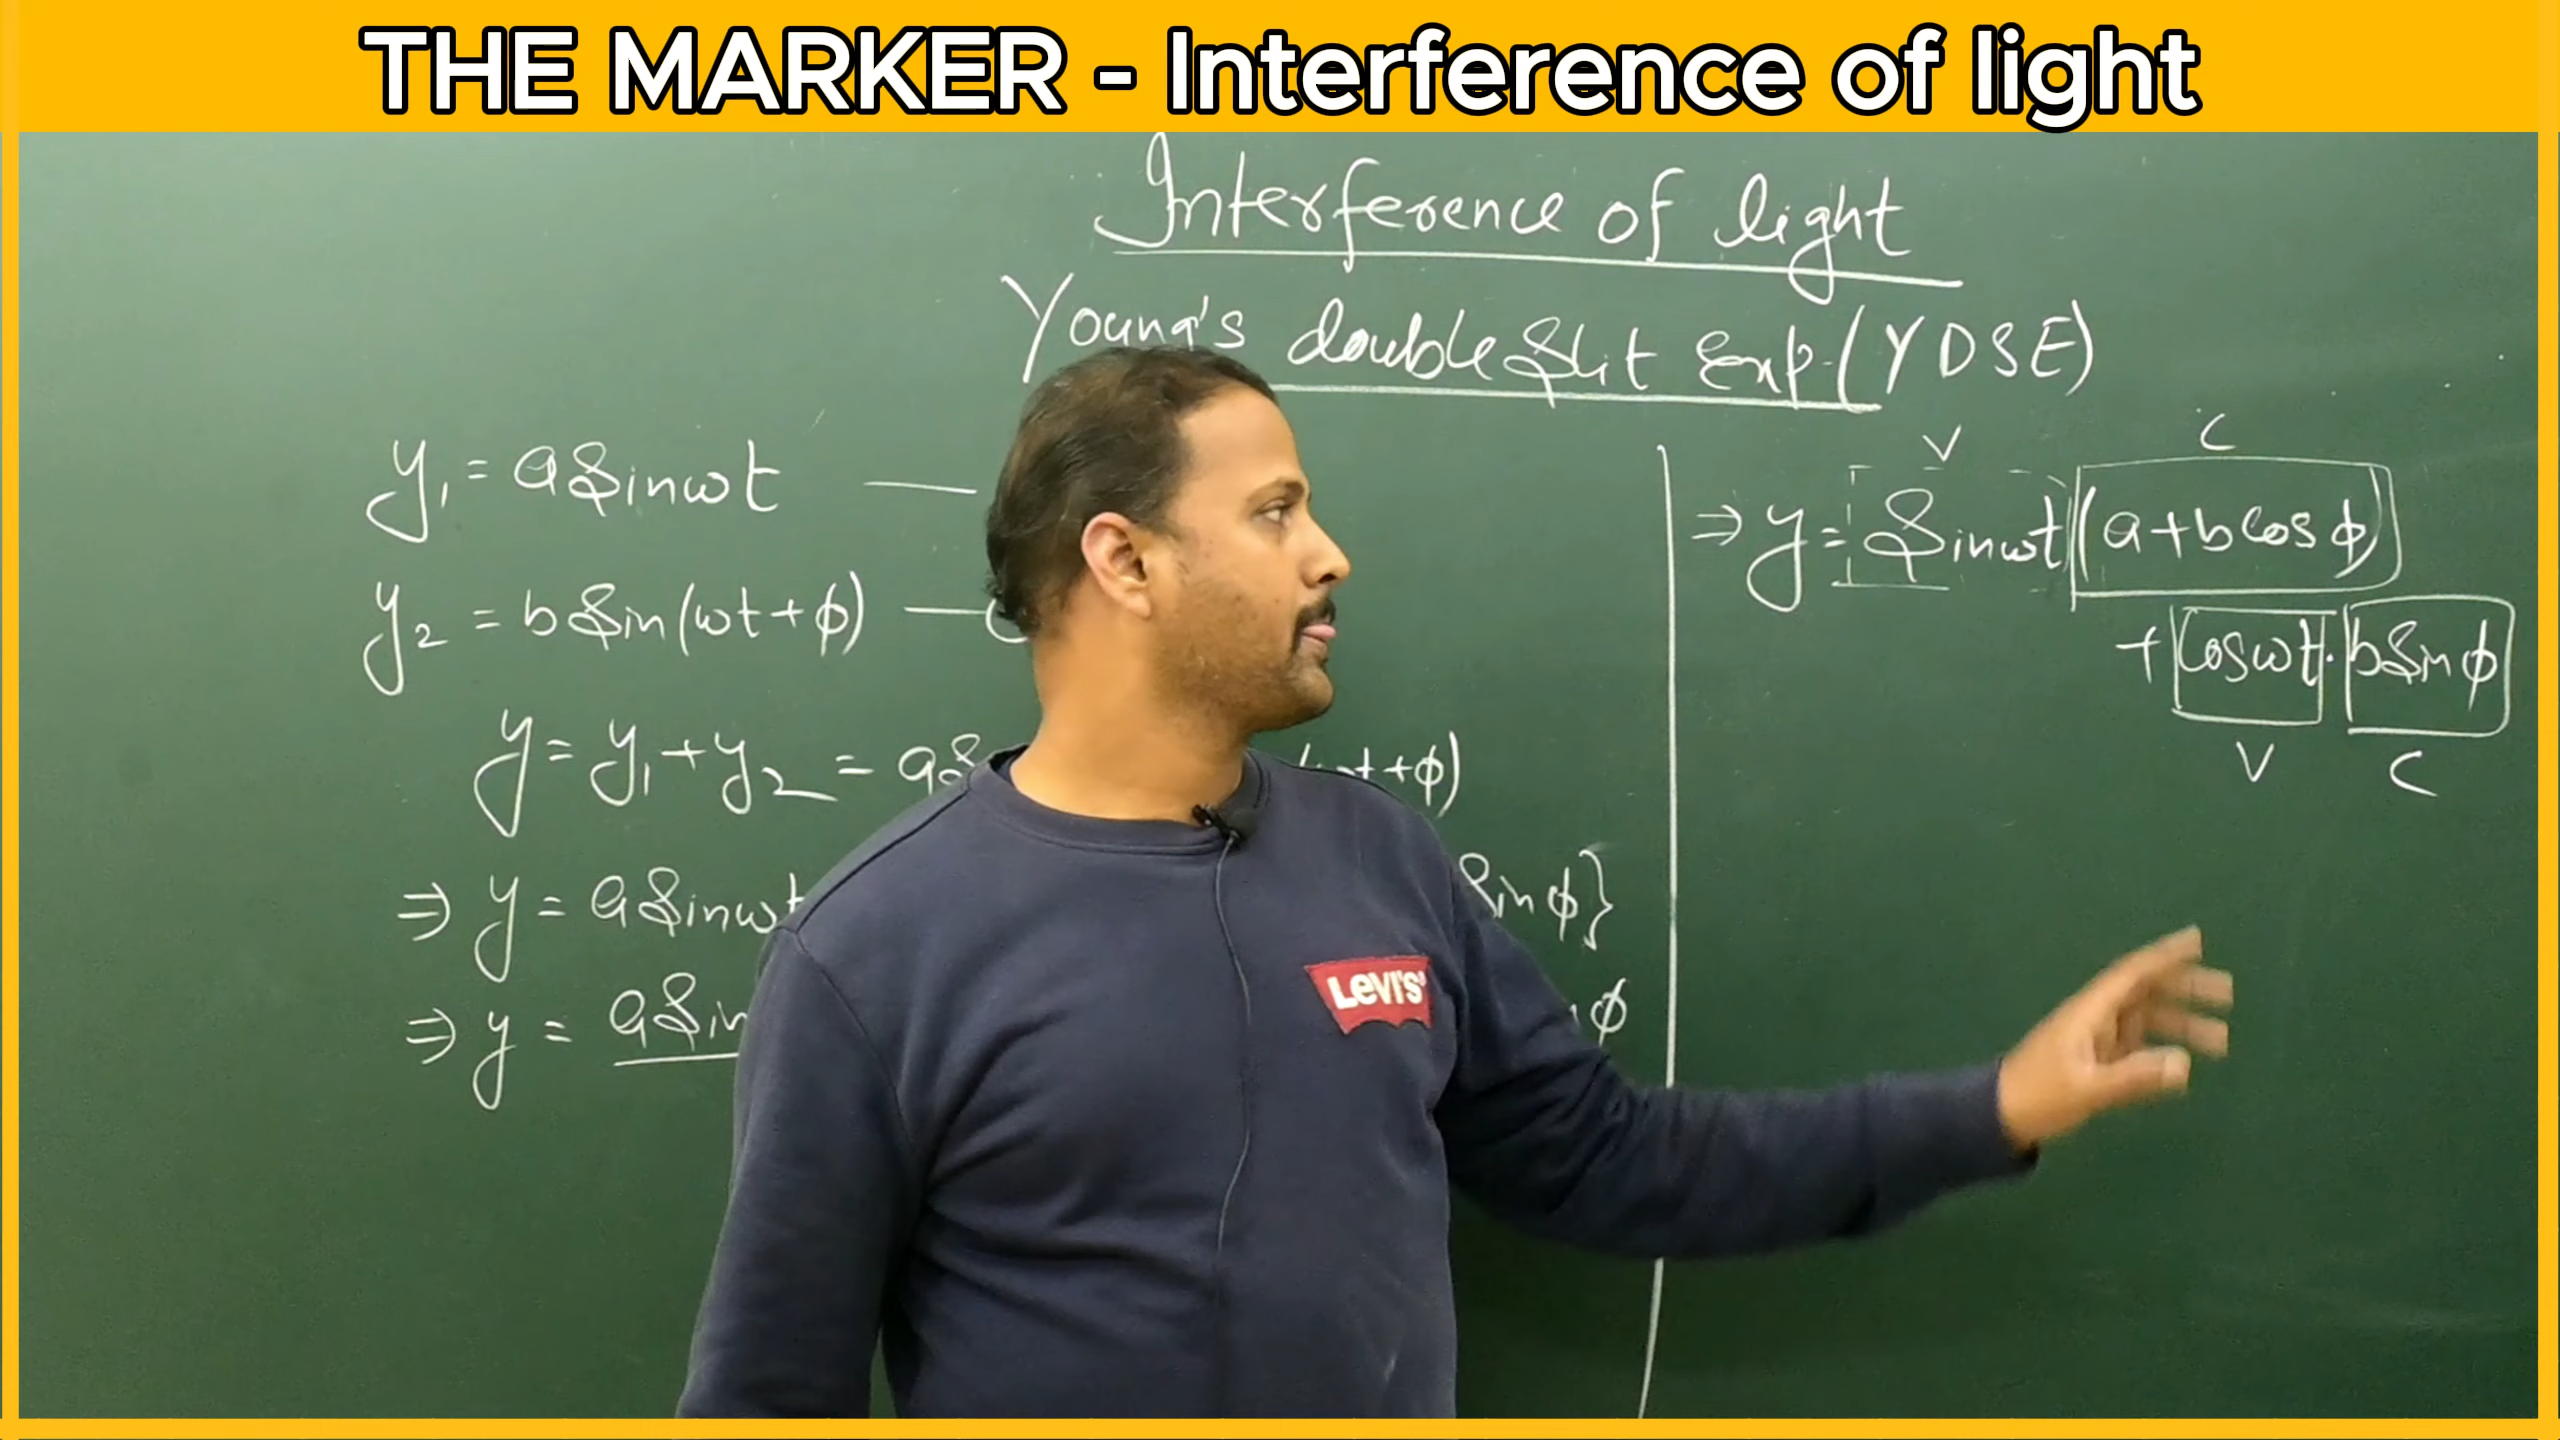 THE MARKER - Interference of light
Interference of light
Young's double slit Exp. (YDSE)
y₁ = a Sinωt —
y₂ = b Sin(ωt + ϕ) —
y = y₁ + y₂ = aS (ωt + ϕ)
⇒ y = a Sinωt Sin ϕ}
⇒ y = a Sin ϕ
V C
⇒ y = Sinωt (a + b Cos ϕ)
+ Cosωt . b Sin ϕ
V C
LEVI'S